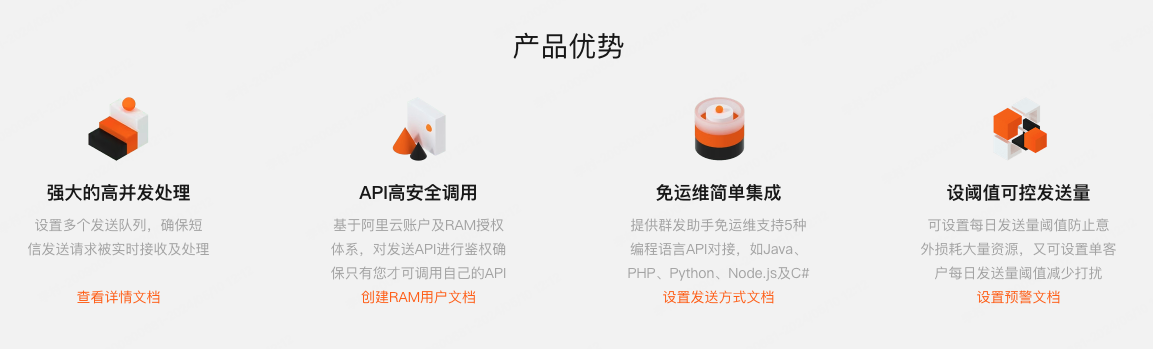 产品优势
强大的高并发处理
设置多个发送队列，确保短
信发送请求被实时接收及处理
查看详情文档
API高安全调用
基于阿里云账户及RAM授权
体系，对发送API进行鉴权确
保只有您才可调用自己的API
创建RAM用户文档
免运维简单集成
提供群发助手免运维支持5种
编程语言API对接，如Java、
PHP、Python、Node.js及C#
设置发送方式文档
设阈值可控发送量
可设置每日发送量阈值防止意
外损耗大量资源，又可设置单客
户每日发送量阈值减少打扰
设置预警文档